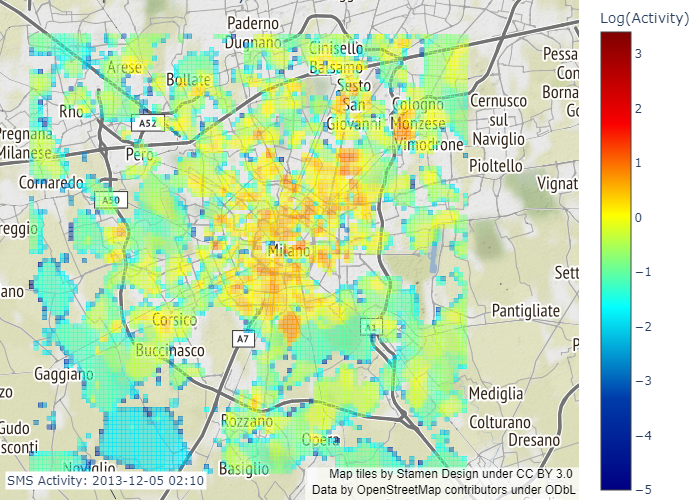 Log(Activity)
Paderno
Dugnano
Cinisello
Balsamo
Arese
Bollate
Sesto
San
Giovanni
Cologno
Monzese
Vimodrone
Cernusco
sul
Naviglio
Pessa
Con
Borna
Go
Rho
A52
Pregnana
Milanese
Pero
Pioltello
Cornaredo
Vignat
A50
reggio
Milano
Sett
ano
Pantigliate
Corsico
A1
A7
P
Buccinasco
Gaggiano
Mediglia
zo
Rozzano
Colturano
Gudo
Dresano
sconti
Opera
Noviglio
Basiglio
3
2
1
0
−1
−2
−3
−4
−5
SMS Activity: 2013-12-05 02:10
Map tiles by Stamen Design under CC BY 3.0
Data by OpenStreetMap contributors under ODbL